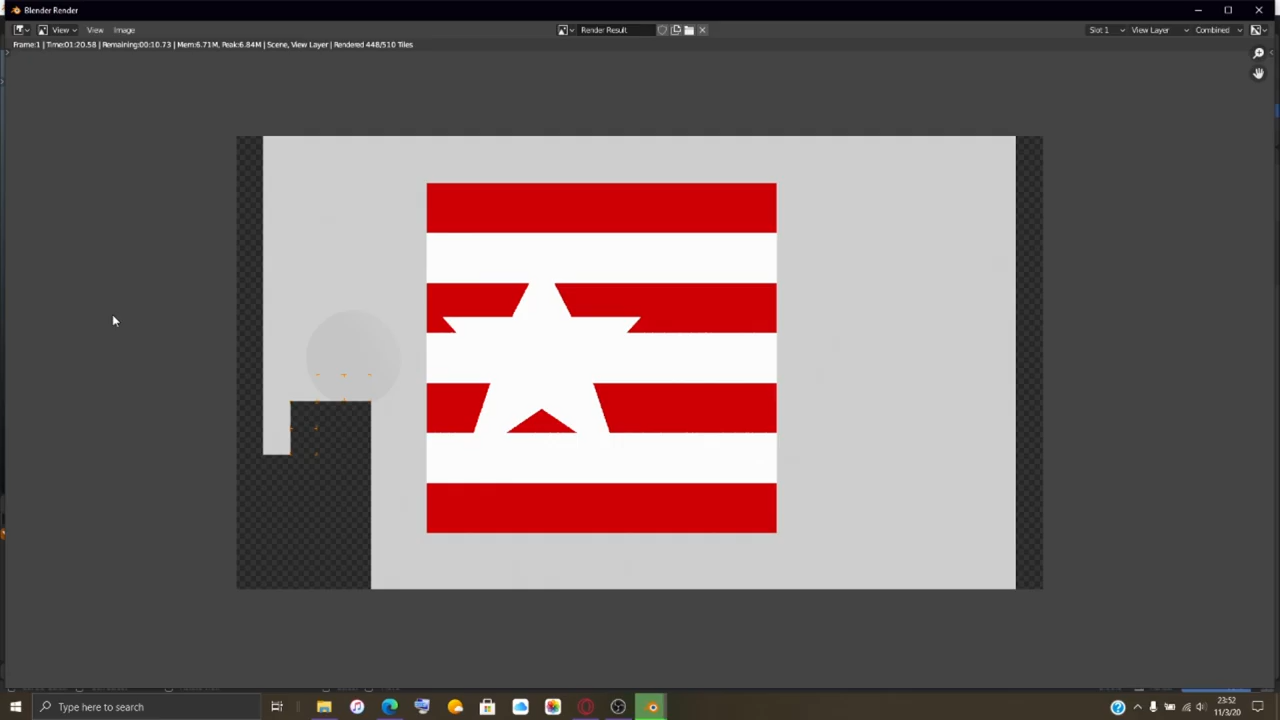 Blender Render
View View Image Render Result Slot 1 View Layer Combined
Frame:1 | Time:01:20.58 | Remaining:00:10.73 | Mem:6.71M, Peak:6.84M | Scene, View Layer | Rendered 448/510 Tiles
Type here to search
23:52
11/3/20